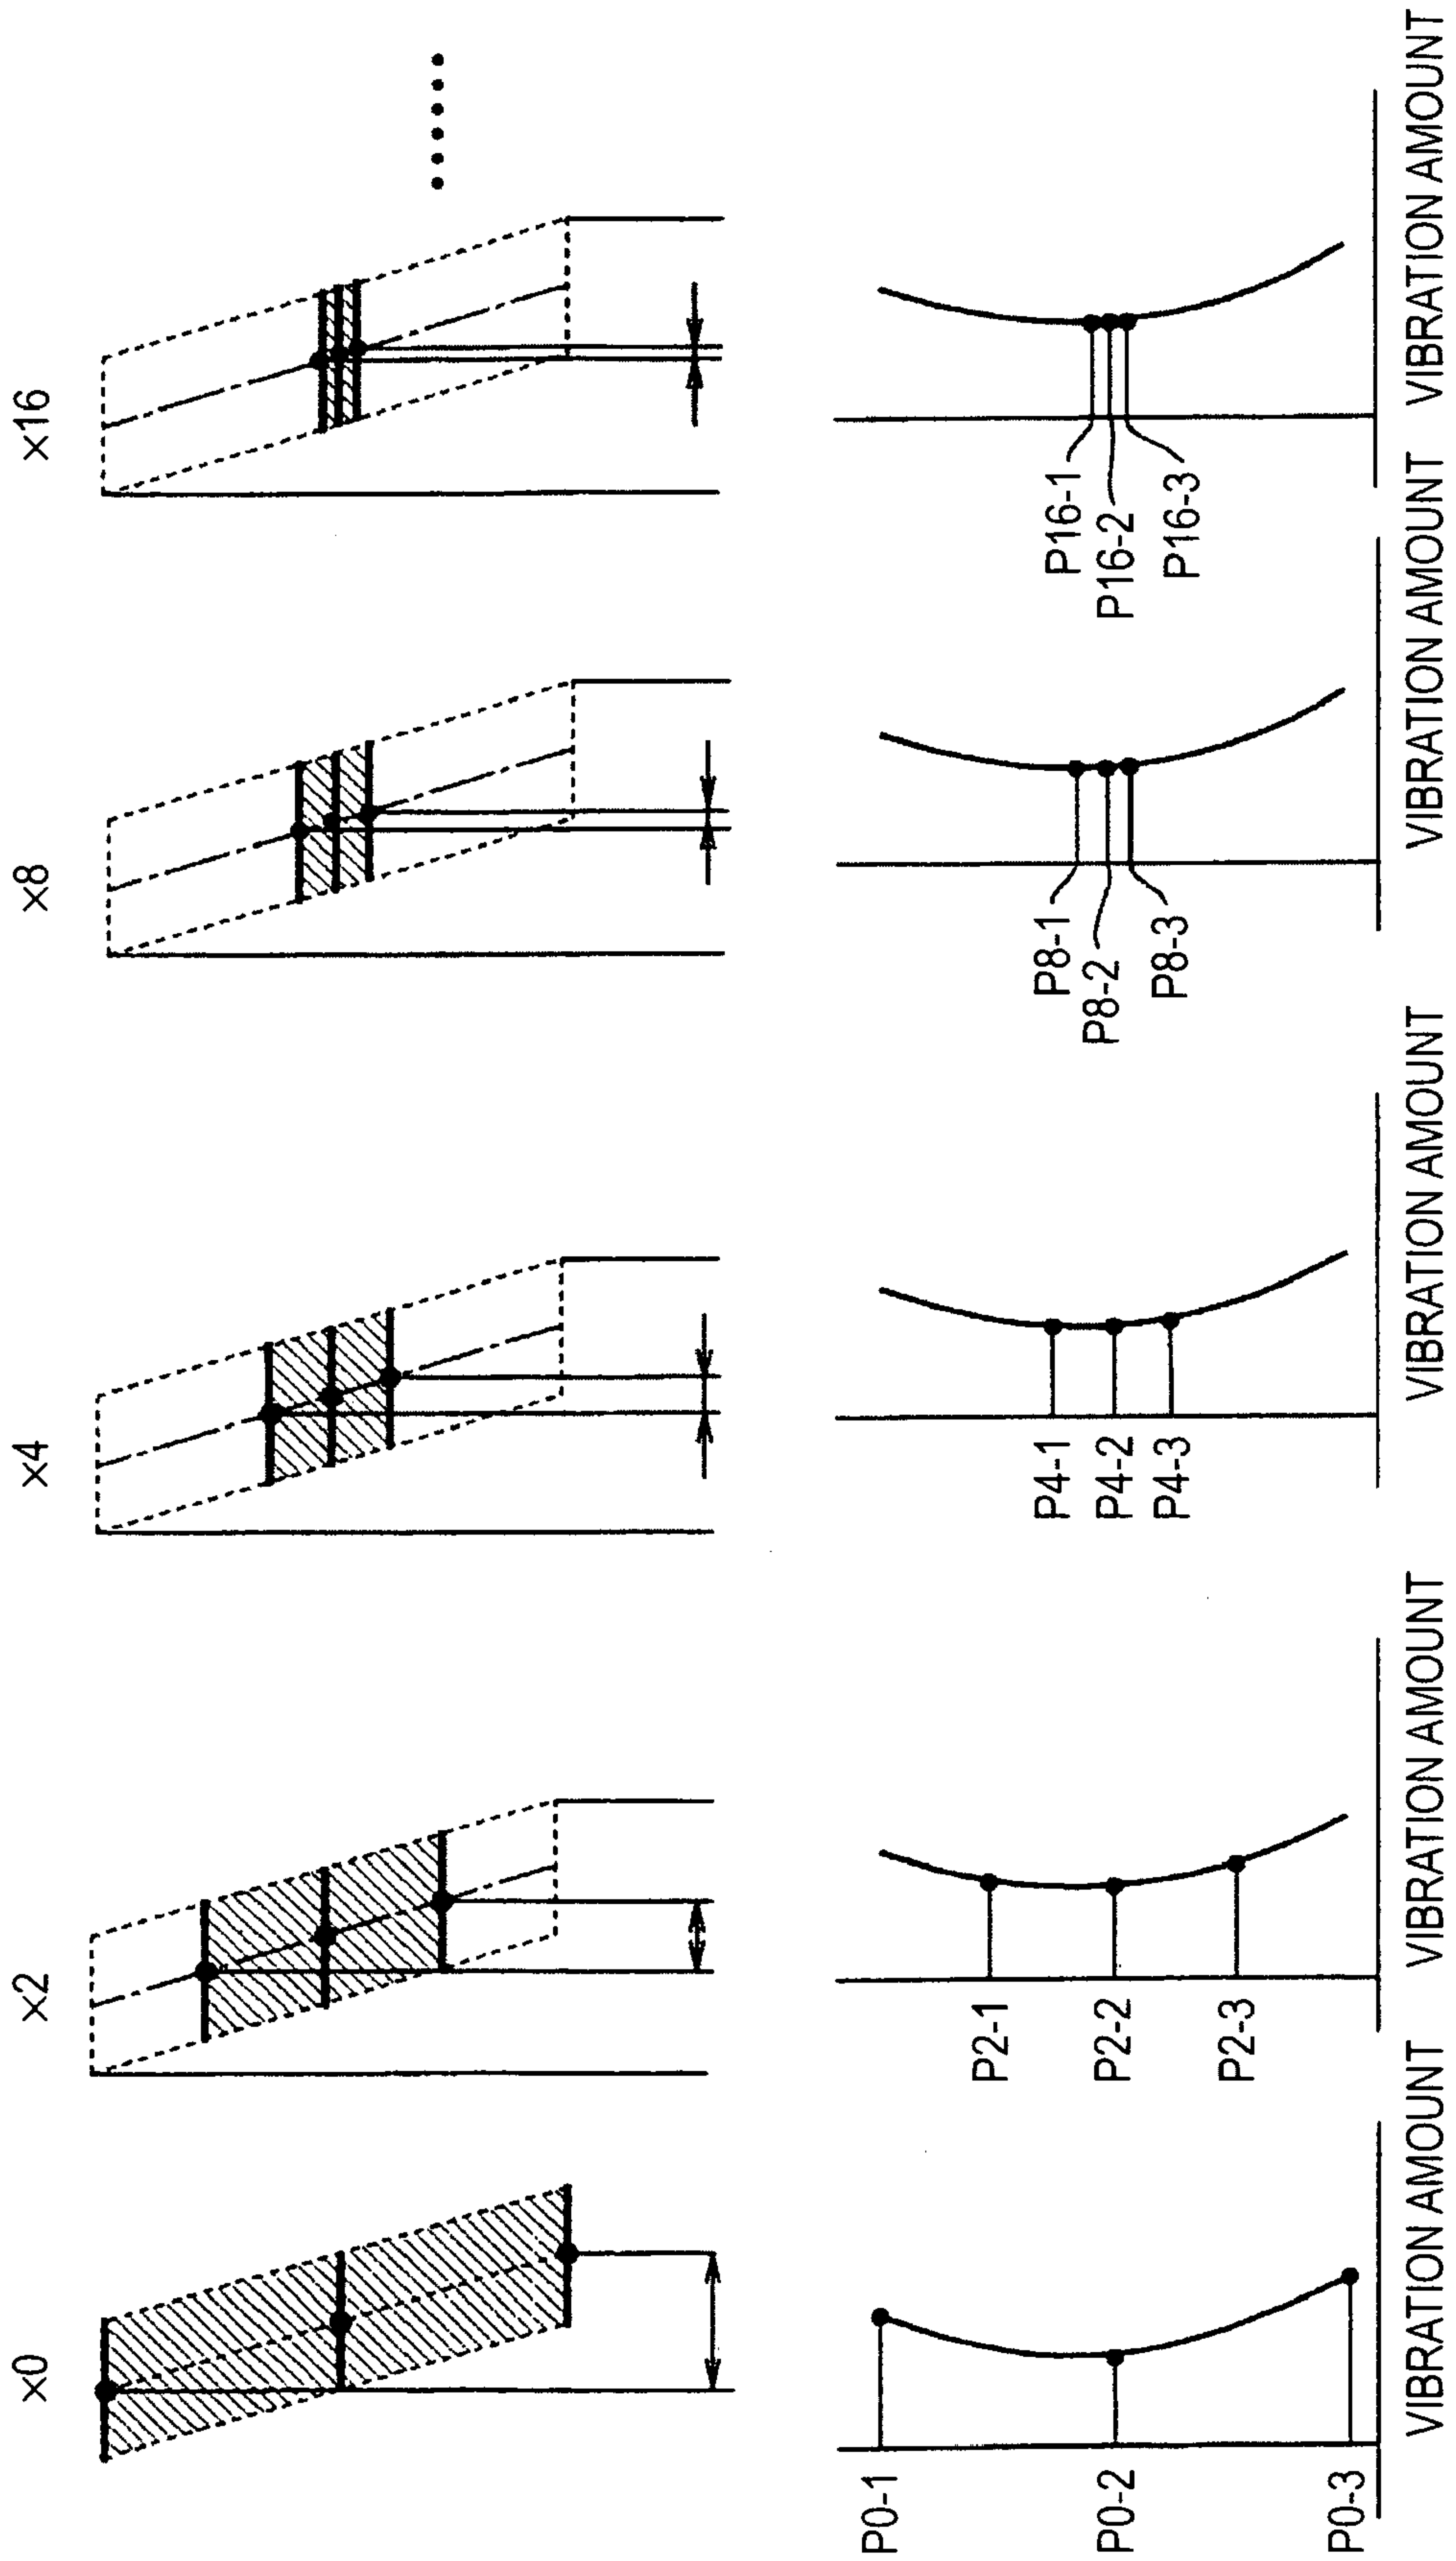 ×0
×2
×4
×8
×16
P0-1
P0-2
P0-3
P2-1
P2-2
P2-3
P4-1
P4-2
P4-3
P8-1
P8-2
P8-3
P16-1
P16-2
P16-3
VIBRATION AMOUNT
VIBRATION AMOUNT
VIBRATION AMOUNT
VIBRATION AMOUNT
VIBRATION AMOUNT